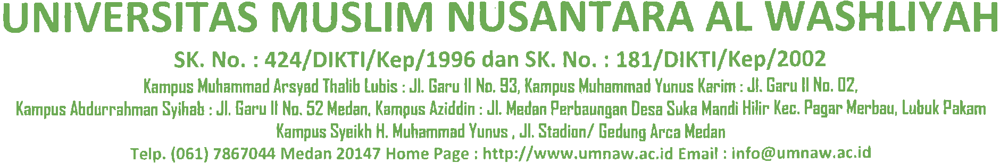 UNIVERSITAS MUSLIM NUSANTARA AL WASHLIYAH
SK. No. : 424/DIKTI/Kep/1996 dan SK. No. : 181/DIKTI/Kep/2002
Kampus Muhammad Arsyad Thalib Lubis : Jl. Garu II No. 93, Kampus Muhammad Yunus Karim : Jl. Garu II No. 02,
Kampus Abdurrahman Syihab : Jl. Garu II No. 52 Medan, Kampus Aziddin : Jl. Medan Perbaungan Desa Suka Mandi Hilir Kec. Pagar Merbau, Lubuk Pakam
Kampus Syeikh H. Muhammad Yunus , Jl. Stadion/ Gedung Arca Medan
Telp. (061) 7867044 Medan 20147 Home Page : http://www.umnaw.ac.id Email : info@umnaw.ac.id